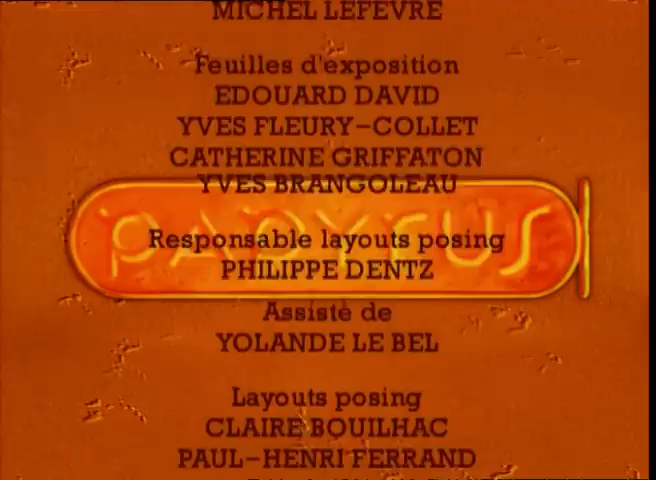 MICHEL LEFEVRE
Feuilles d'exposition
EDOUARD DAVID
YVES FLEURY-COLLET
CATHERINE GRIFFATON
YVES BRANGOLEAU
PAPYRUS
Responsable layouts posing
PHILIPPE DENTZ
Assisté de
YOLANDE LE BEL
Layouts posing
CLAIRE BOUILHAC
PAUL-HENRI FERRAND